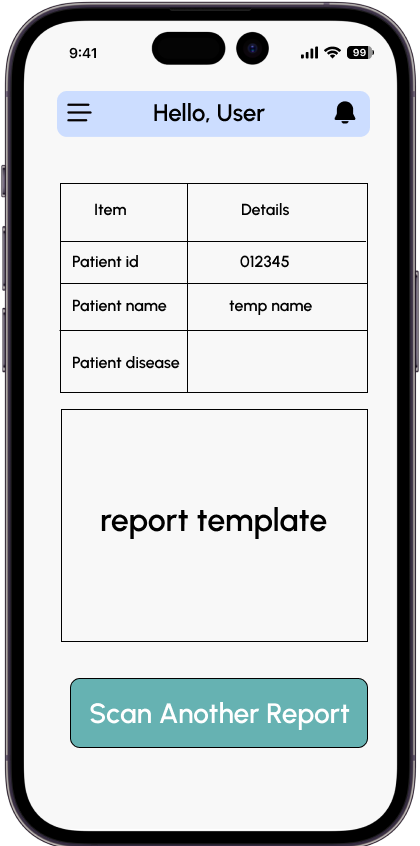 9:41
99
Hello, User
Item Details
Patient id 012345
Patient name temp name
Patient disease
report template
Scan Another Report